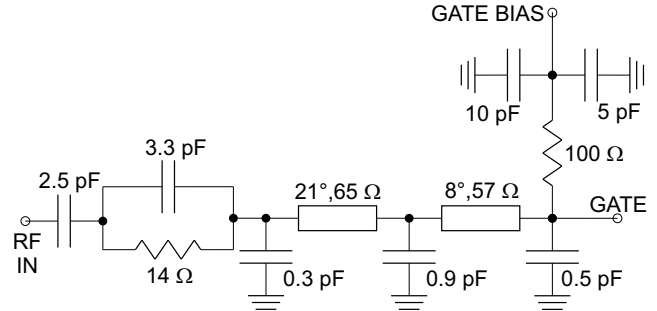 GATE BIAS
10 pF
5 pF
3.3 pF
100 Ω
2.5 pF
21°,65 Ω
8°,57 Ω
GATE
RF
IN
14 Ω
0.3 pF
0.9 pF
0.5 pF